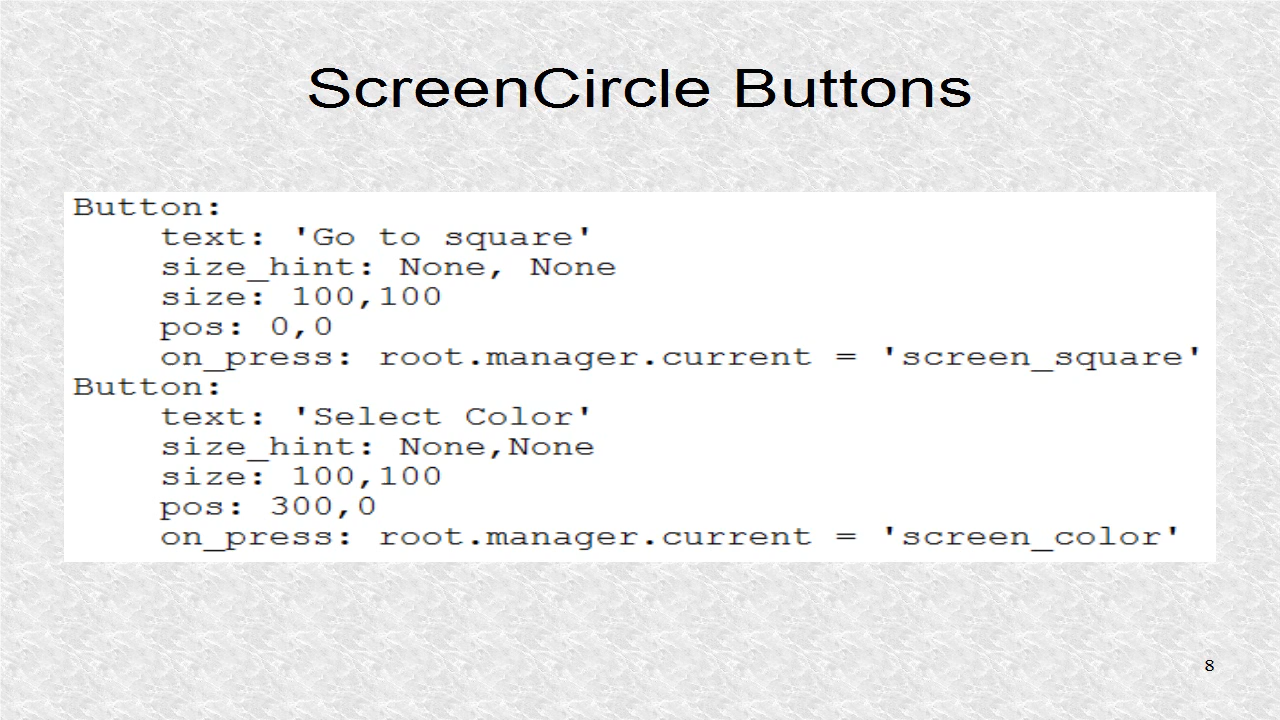 ScreenCircle Buttons
Button:
    text: 'Go to square'
    size_hint: None, None
    size: 100,100
    pos: 0,0
    on_press: root.manager.current = 'screen_square'
Button:
    text: 'Select Color'
    size_hint: None,None
    size: 100,100
    pos: 300,0
    on_press: root.manager.current = 'screen_color'
8